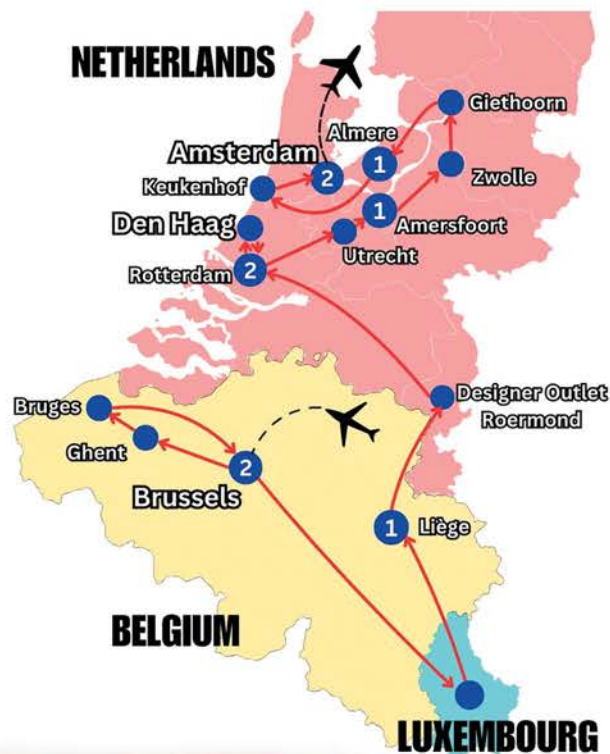 NETHERLANDS
Giethoorn
Almere
1
Amsterdam
2
Keukenhof
Zwolle
1
Den Haag
Amersfoort
Utrecht
Rotterdam
2
Designer Outlet
Roermond
Bruges
Ghent
2
Brussels
1
Liège
BELGIUM
LUXEMBOURG